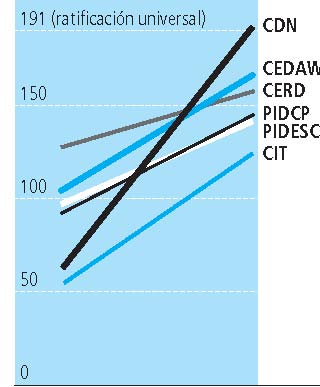 191 (ratificación universal)
CDN
CEDAW
150
CERD
PIDCP
PIDESC
CIT
100
50
0